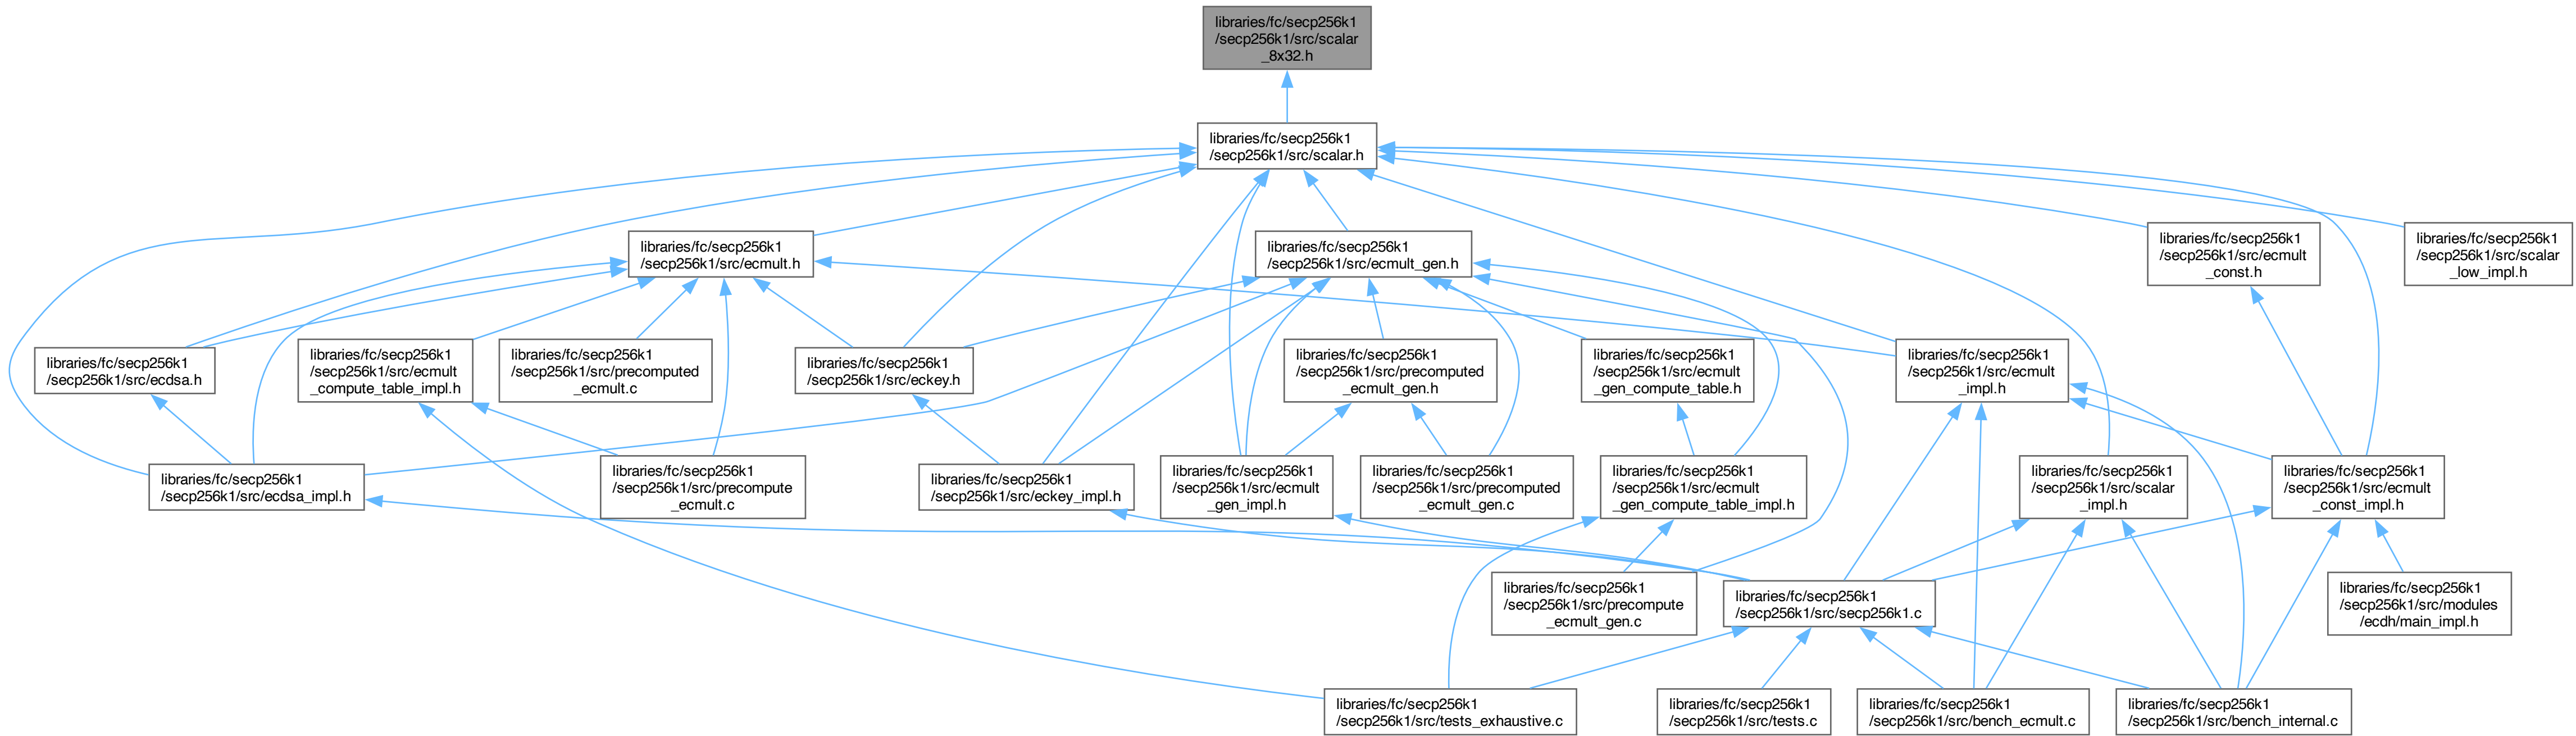 libraries/fc/secp256k1
/secp256k1/src/scalar
_8x32.h
libraries/fc/secp256k1
/secp256k1/src/scalar.h
libraries/fc/secp256k1
/secp256k1/src/ecmult.h
libraries/fc/secp256k1
/secp256k1/src/ecmult_gen.h
libraries/fc/secp256k1
/secp256k1/src/ecmult
_const.h
libraries/fc/secp256k1
/secp256k1/src/scalar
_low_impl.h
libraries/fc/secp256k1
/secp256k1/src/ecdsa.h
libraries/fc/secp256k1
/secp256k1/src/ecmult
_compute_table_impl.h
libraries/fc/secp256k1
/secp256k1/src/precomputed
_ecmult.c
libraries/fc/secp256k1
/secp256k1/src/eckey.h
libraries/fc/secp256k1
/secp256k1/src/precomputed
_ecmult_gen.h
libraries/fc/secp256k1
/secp256k1/src/ecmult
_gen_compute_table.h
libraries/fc/secp256k1
/secp256k1/src/ecmult
_impl.h
libraries/fc/secp256k1
/secp256k1/src/ecdsa_impl.h
libraries/fc/secp256k1
/secp256k1/src/precompute
_ecmult.c
libraries/fc/secp256k1
/secp256k1/src/eckey_impl.h
libraries/fc/secp256k1
/secp256k1/src/ecmult
_gen_impl.h
libraries/fc/secp256k1
/secp256k1/src/precomputed
_ecmult_gen.c
libraries/fc/secp256k1
/secp256k1/src/ecmult
_gen_compute_table_impl.h
libraries/fc/secp256k1
/secp256k1/src/scalar
_impl.h
libraries/fc/secp256k1
/secp256k1/src/ecmult
_const_impl.h
libraries/fc/secp256k1
/secp256k1/src/precompute
_ecmult_gen.c
libraries/fc/secp256k1
/secp256k1/src/secp256k1.c
libraries/fc/secp256k1
/secp256k1/src/modules
/ecdh/main_impl.h
libraries/fc/secp256k1
/secp256k1/src/tests_exhaustive.c
libraries/fc/secp256k1
/secp256k1/src/tests.c
libraries/fc/secp256k1
/secp256k1/src/bench_ecmult.c
libraries/fc/secp256k1
/secp256k1/src/bench_internal.c